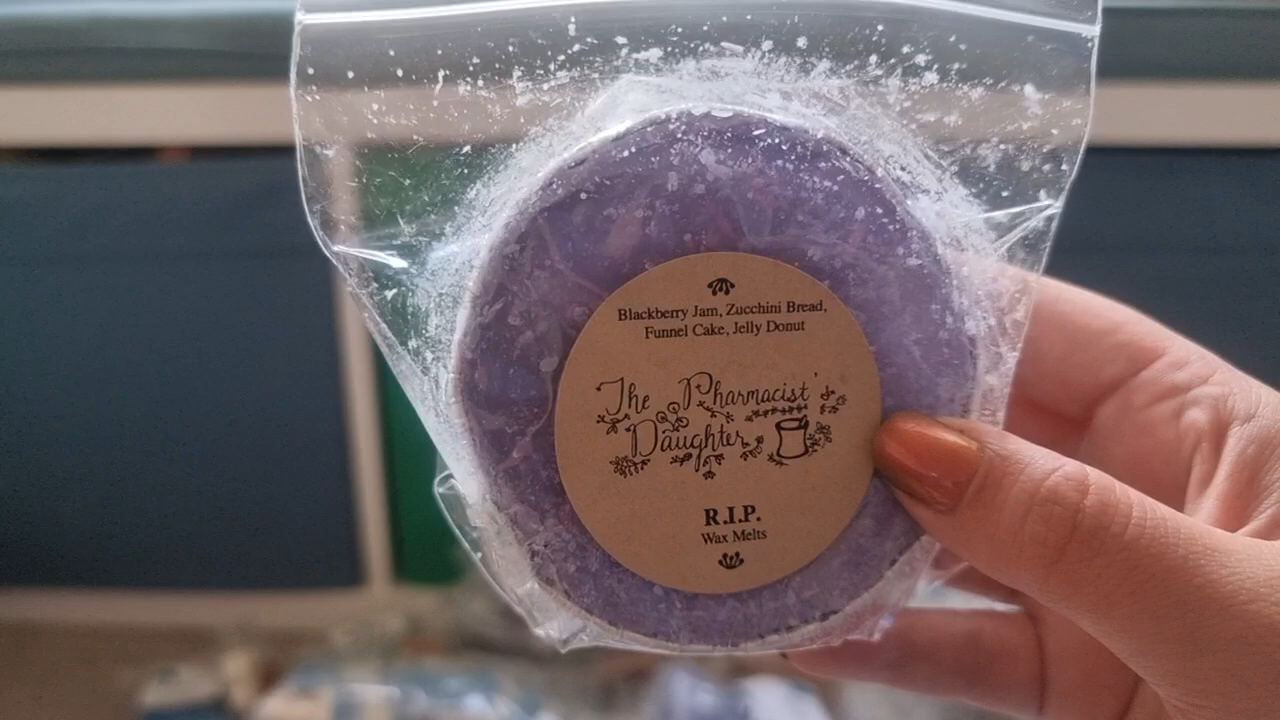 Blackberry Jam, Zucchini Bread,
Funnel Cake, Jelly Donut
The Pharmacist's
Daughter
R.I.P.
Wax Melts